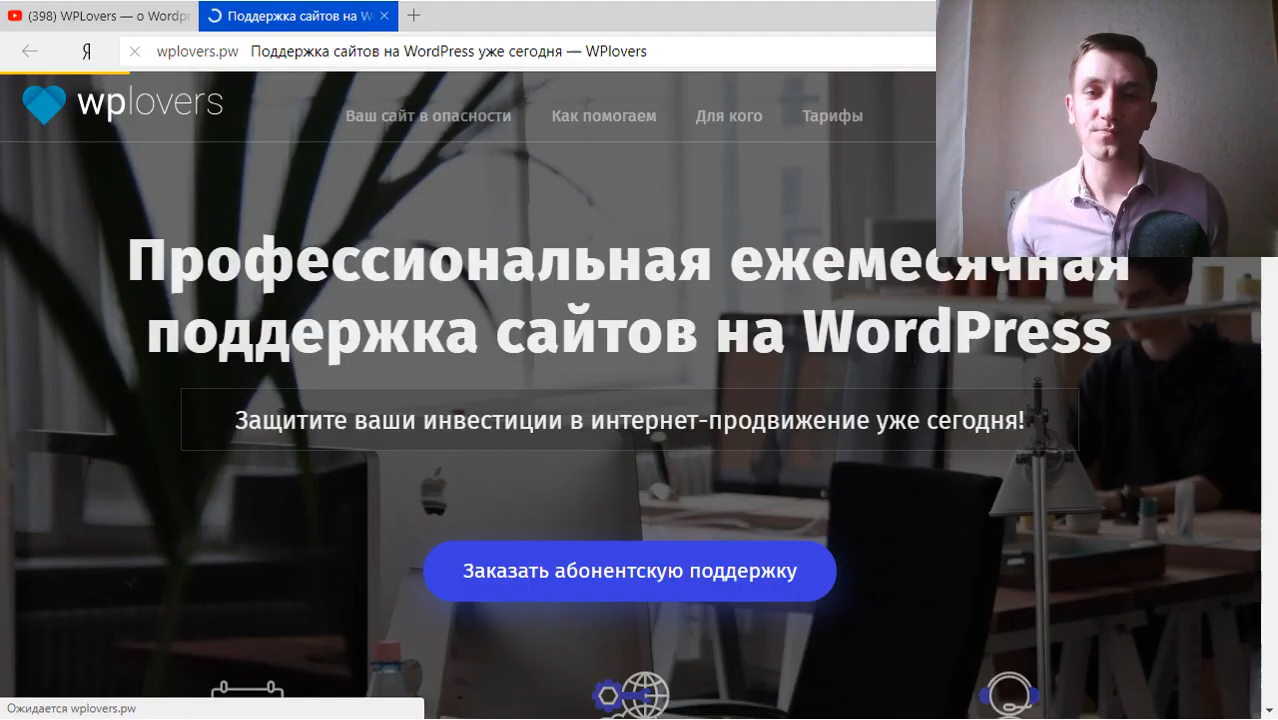 (398) WPLovers — о Wordpr
Поддержка сайтов на W
Я
wplovers.pw Поддержка сайтов на WordPress уже сегодня — WPlovers
wplovers
Ваш сайт в опасности
Как помогаем
Для кого
Тарифы
Профессиональная ежемесячная
поддержка сайтов на WordPress
Защитите ваши инвестиции в интернет-продвижение уже сегодня!
Заказать абонентскую поддержку
Ожидается wplovers.pw